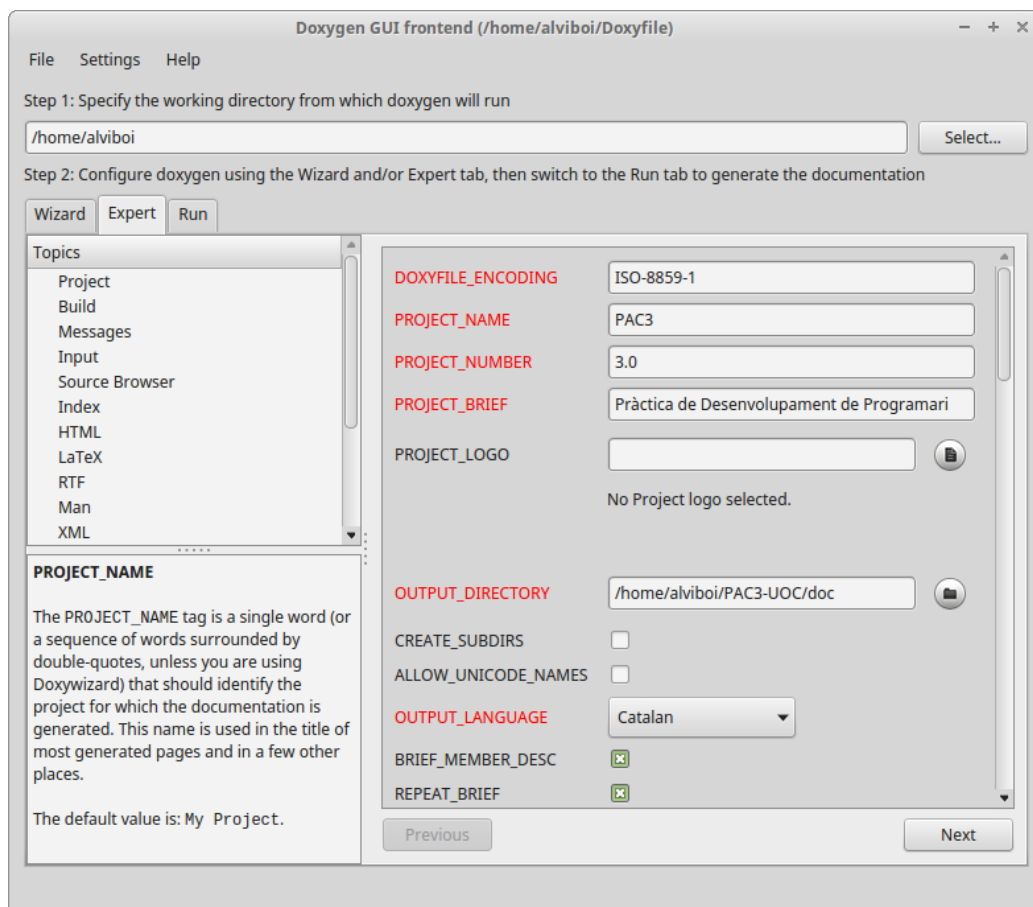 Doxygen GUI frontend (/home/alviboi/Doxyfile)
File Settings Help
Step 1: Specify the working directory from which doxygen will run
/home/alviboi Select...
Step 2: Configure doxygen using the Wizard and/or Expert tab, then switch to the Run tab to generate the documentation
Wizard Expert Run
Topics
Project
Build
Messages
Input
Source Browser
Index
HTML
LaTeX
RTF
Man
XML
PROJECT_NAME
The PROJECT_NAME tag is a single word (or
a sequence of words surrounded by
double-quotes, unless you are using
Doxywizard) that should identify the
project for which the documentation is
generated. This name is used in the title of
most generated pages and in a few other
places.
The default value is: My Project.
DOXYFILE_ENCODING ISO-8859-1
PROJECT_NAME PAC3
PROJECT_NUMBER 3.0
PROJECT_BRIEF Pràctica de Desenvolupament de Programari
PROJECT_LOGO
No Project logo selected.
OUTPUT_DIRECTORY /home/alviboi/PAC3-UOC/doc
CREATE_SUBDIRS
ALLOW_UNICODE_NAMES
OUTPUT_LANGUAGE Catalan
BRIEF_MEMBER_DESC
REPEAT_BRIEF
Previous Next